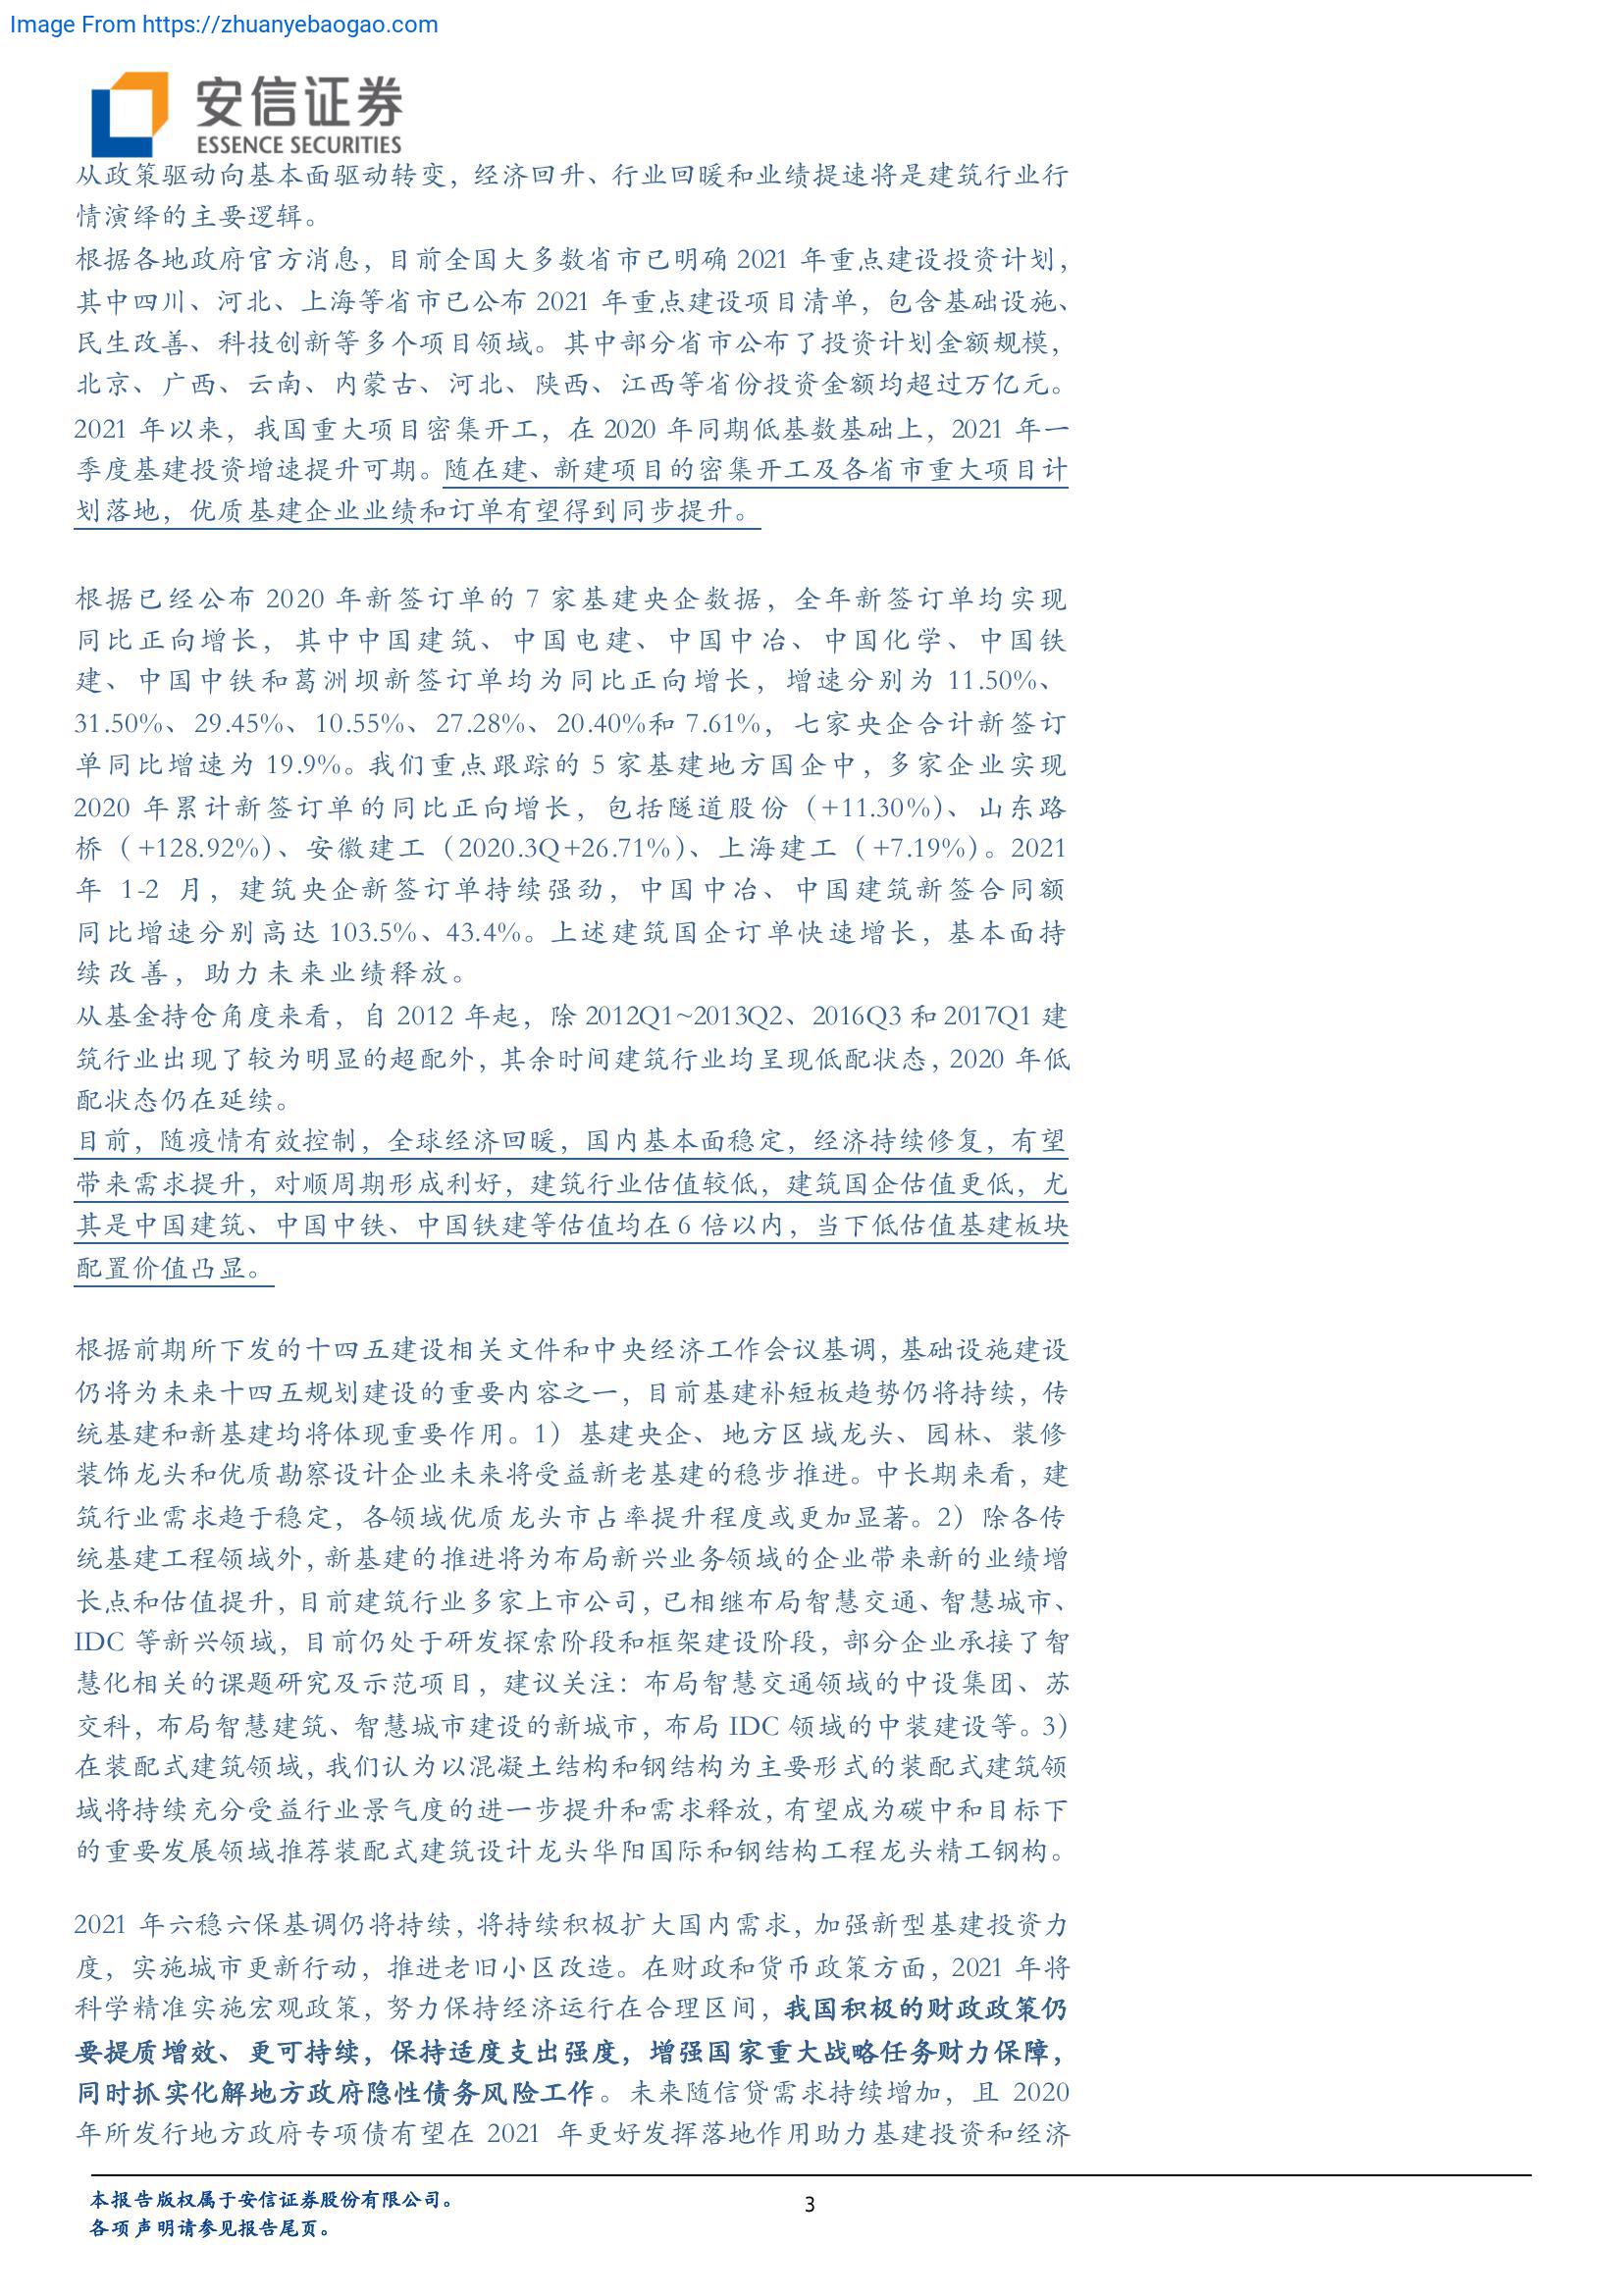 Image From https://zhuanyebaogao.com
安信证券
ESSENCE SECURITIES
从政策驱动向基本面驱动转变，经济回升、行业回暖和业绩提速将是建筑行业行
情演绎的主要逻辑。
根据各地政府官方消息，目前全国大多数省市已明确 2021 年重点建设投资计划，
其中四川、河北、上海等省市已公布 2021 年重点建设项目清单，包含基础设施、
民生改善、科技创新等多个项目领域。其中部分省市公布了投资计划金额规模，
北京、广西、云南、内蒙古、河北、陕西、江西等省份投资金额均超过万亿元。
2021 年以来，我国重大项目密集开工，在 2020 年同期低基数基础上，2021 年一
季度基建投资增速提升可期。随在建、新建项目的密集开工及各省市重大项目计
划落地，优质基建企业业绩和订单有望得到同步提升。
根据已经公布 2020 年新签订单的 7 家基建央企数据，全年新签订单均实现
同比正向增长，其中中国建筑、中国电建、中国中冶、中国化学、中国铁
建、中国中铁和葛洲坝新签订单均为同比正向增长，增速分别为 11.50%、
31.50%、29.45%、10.55%、27.28%、20.40%和 7.61%，七家央企合计新签订
单同比增速为 19.9%。我们重点跟踪的 5 家基建地方国企中，多家企业实现
2020 年累计新签订单的同比正向增长，包括隧道股份（+11.30%）、山东路
桥（+128.92%）、安徽建工（2020.3Q+26.71%）、上海建工（+7.19%）。2021
年 1-2 月，建筑央企新签订单持续强劲，中国中冶、中国建筑新签合同额
同比增速分别高达 103.5%、43.4%。上述建筑国企订单快速增长，基本面持
续改善，助力未来业绩释放。
从基金持仓角度来看，自 2012 年起，除 2012Q1~2013Q2、2016Q3 和 2017Q1 建
筑行业出现了较为明显的超配外，其余时间建筑行业均呈现低配状态，2020 年低
配状态仍在延续。
目前，随疫情有效控制，全球经济回暖，国内基本面稳定，经济持续修复，有望
带来需求提升，对顺周期形成利好，建筑行业估值较低，建筑国企估值更低，尤
其是中国建筑、中国中铁、中国铁建等估值均在 6 倍以内，当下低估值基建板块
配置价值凸显。
根据前期所下发的十四五建设相关文件和中央经济工作会议基调，基础设施建设
仍将为未来十四五规划建设的重要内容之一，目前基建补短板趋势仍将持续，传
统基建和新基建均将体现重要作用。1）基建央企、地方区域龙头、园林、装修
装饰龙头和优质勘察设计企业未来将受益新老基建的稳步推进。中长期来看，建
筑行业需求趋于稳定，各领域优质龙头市占率提升程度或更加显著。2）除各传
统基建工程领域外，新基建的推进将为布局新兴业务领域的企业带来新的业绩增
长点和估值提升，目前建筑行业多家上市公司，已相继布局智慧交通、智慧城市、
IDC 等新兴领域，目前仍处于研发探索阶段和框架建设阶段，部分企业承接了智
慧化相关的课题研究及示范项目，建议关注：布局智慧交通领域的中设集团、苏
交科，布局智慧建筑、智慧城市建设的新城市，布局 IDC 领域的中装建设等。3）
在装配式建筑领域，我们认为以混凝土结构和钢结构为主要形式的装配式建筑领
域将持续充分受益行业景气度的进一步提升和需求释放，有望成为碳中和目标下
的重要发展领域推荐装配式建筑设计龙头华阳国际和钢结构工程龙头精工钢构。
2021 年六稳六保基调仍将持续，将持续积极扩大国内需求，加强新型基建投资力
度，实施城市更新行动，推进老旧小区改造。在财政和货币政策方面，2021 年将
科学精准实施宏观政策，努力保持经济运行在合理区间，我国积极的财政政策仍
要提质增效、更可持续，保持适度支出强度，增强国家重大战略任务财力保障，
同时抓实化解地方政府隐性债务风险工作。未来随信贷需求持续增加，且 2020
年所发行地方政府专项债有望在 2021 年更好发挥落地作用助力基建投资和经济
本报告版权属于安信证券股份有限公司。
3
各项声明请参见报告尾页。